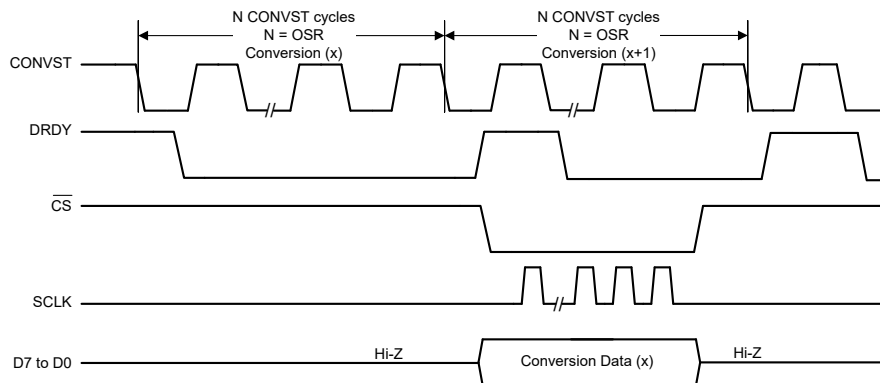 N CONVST cycles
N = OSR
Conversion (x)
N CONVST cycles
N = OSR
Conversion (x+1)
CONVST
DRDY
CS
SCLK
D7 to D0
Hi-Z
Conversion Data (x)
Hi-Z